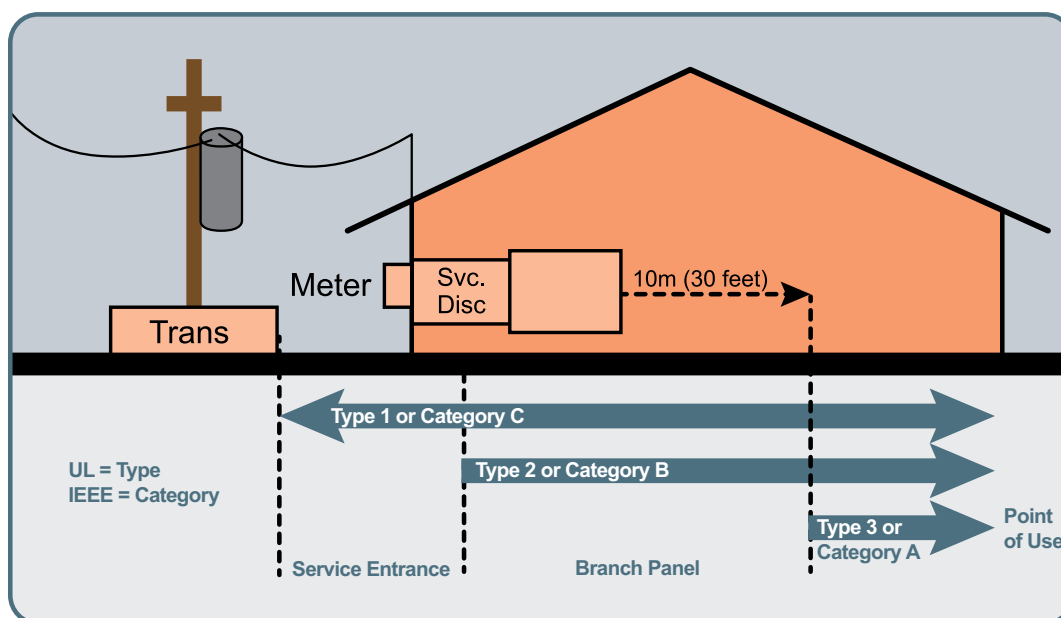 Meter
Svc.
Disc
10m (30 feet)
Trans
Type 1 or Category C
UL = Type
IEEE = Category
Type 2 or Category B
Type 3 or
Category A
Point
of Use
Service Entrance
Branch Panel